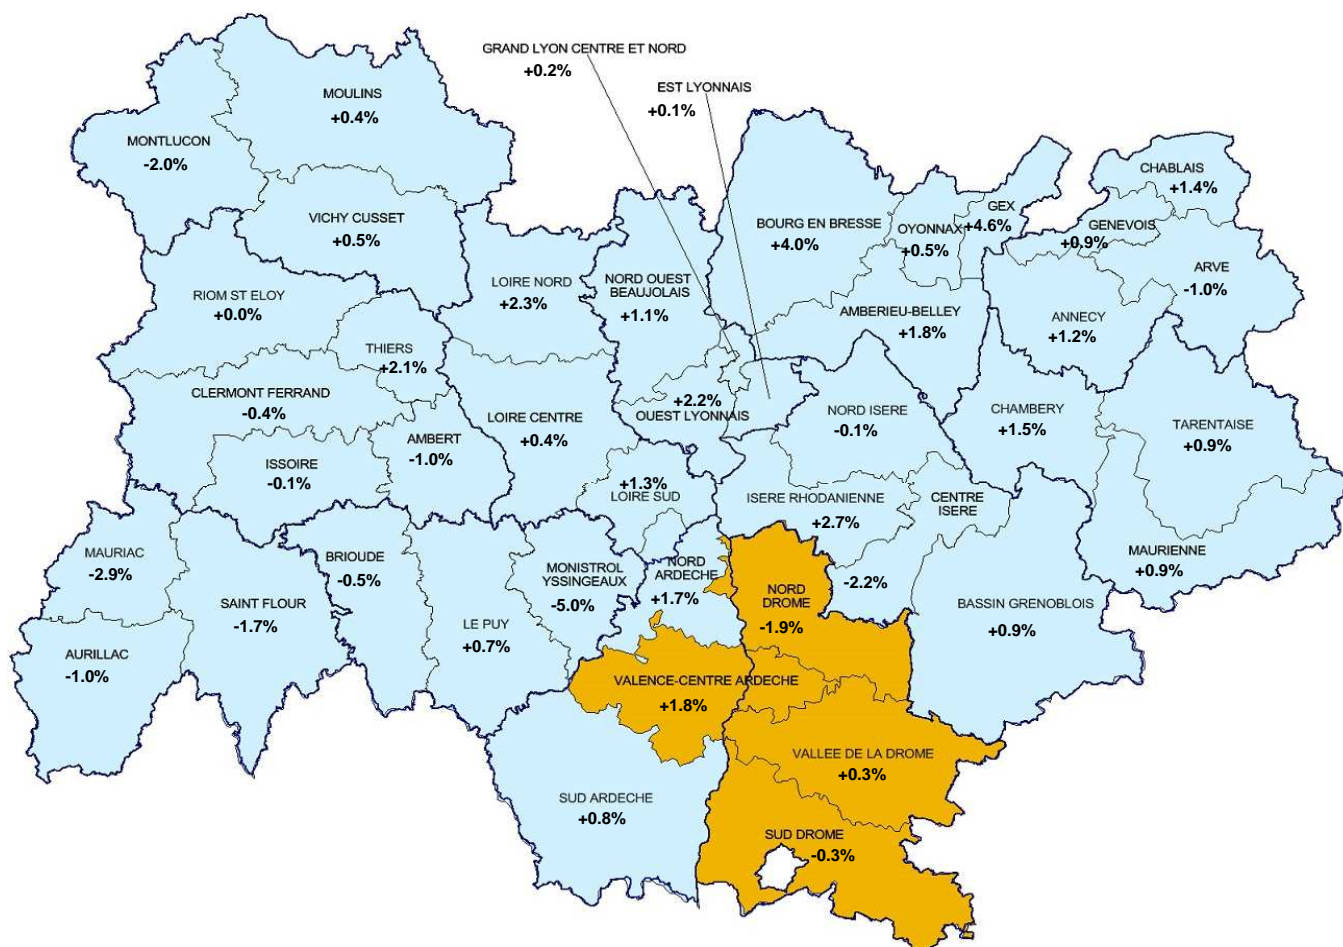 GRAND LYON CENTRE ET NORD
+0.2%
EST LYONNAIS
+0.1%
MOULINS
+0.4%
MONTLUCON
-2.0%
VICHY CUSSET
+0.5%
CHABLAIS
+1.4%
BOURG EN BRESSE
+4.0%
OYONNAX
+0.5%
GEX
+4.6%
GENEVOIS
+0.9%
ARVE
-1.0%
RIOM ST ELOY
+0.0%
LOIRE NORD
+2.3%
NORD OUEST
BEAUJOLAIS
+1.1%
AMBERIEU-BELLEY
+1.8%
ANNECY
+1.2%
THIERS
+2.1%
CLERMONT FERRAND
-0.4%
LOIRE CENTRE
+0.4%
+2.2%
OUEST LYONNAIS
NORD ISERE
-0.1%
CHAMBERY
+1.5%
TARENTAISE
+0.9%
AMBERT
-1.0%
ISSOIRE
-0.1%
+1.3%
LOIRE SUD
ISERE RHODANIENNE
+2.7%
CENTRE
ISERE
-2.2%
MAURIAC
-2.9%
BRIOUDE
-0.5%
MONISTROL
YSSINGEAUX
-5.0%
NORD
ARDECHE
+1.7%
NORD
DROME
-1.9%
MAURIENNE
+0.9%
SAINT FLOUR
-1.7%
LE PUY
+0.7%
BASSIN GRENOBLOIS
+0.9%
AURILLAC
-1.0%
VALENCE-CENTRE ARDECHE
+1.8%
VALLEE DE LA DROME
+0.3%
SUD ARDECHE
+0.8%
SUD DROME
-0.3%